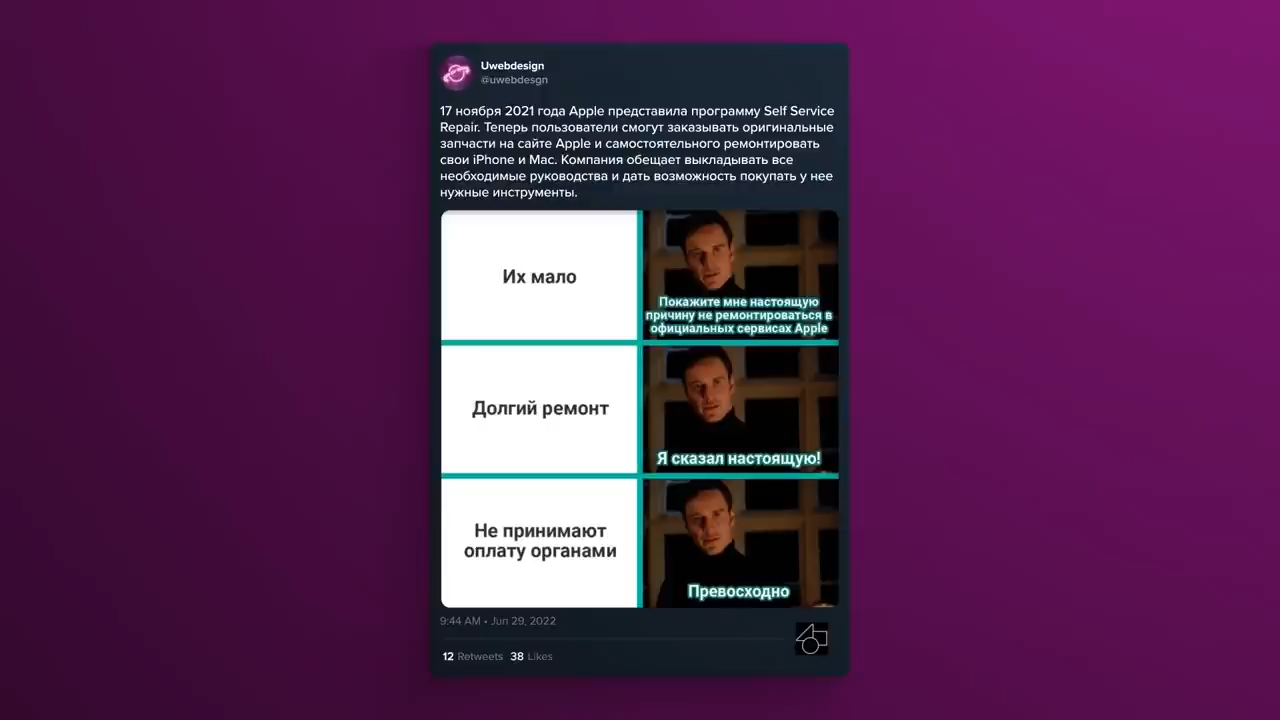 Uwebdesign
@uwebdesgn
17 ноября 2021 года Apple представила программу Self Service
Repair. Теперь пользователи смогут заказывать оригинальные
запчасти на сайте Apple и самостоятельного ремонтировать
свои iPhone и Mac. Компания обещает выкладывать все
необходимые руководства и дать возможность покупать у нее
нужные инструменты.
Их мало
Покажите мне настоящую
причину не ремонтироваться в
официальных сервисах Apple
Долгий ремонт
Я сказал настоящую!
Не принимают
оплату органами
Превосходно
9:44 AM • Jun 29, 2022
12 Retweets 38 Likes